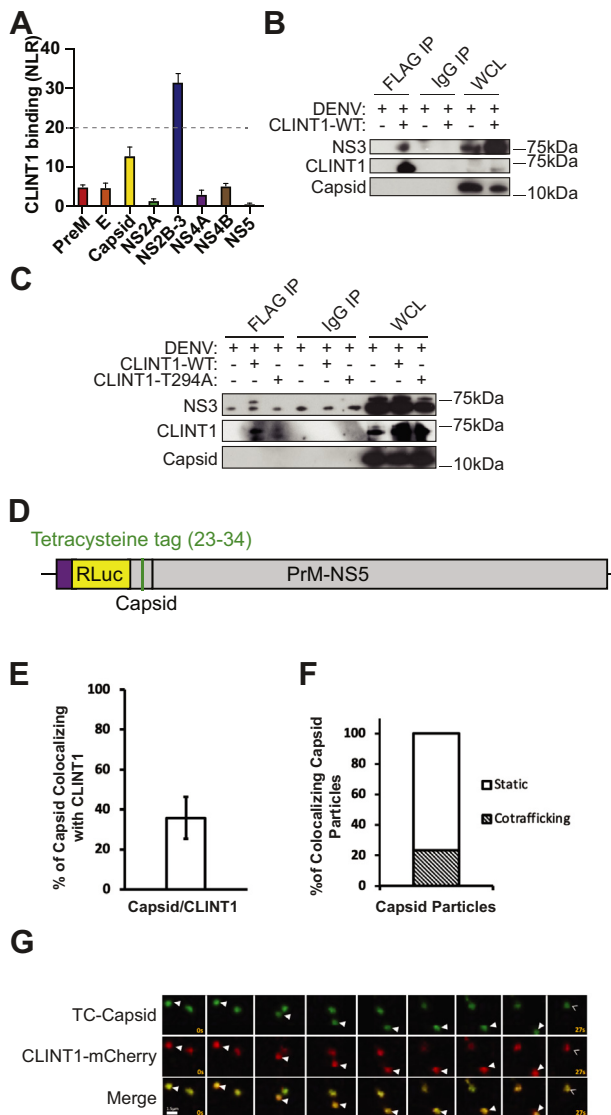 A
CLINT1 binding (NLR)
40
30
20
10
0
PreM
E
Capsid
NS2A
NS2B-3
NS4A
NS4B
NS5
B
FLAG IP
IgG IP
WCL
DENV: + + + + + +
CLINT1-WT: - + - + - +
NS3
75kDa
CLINT1
75kDa
Capsid
10kDa
C
FLAG IP
IgG IP
WCL
DENV: + + + + + + + + +
CLINT1-WT: - + - - + - - + -
CLINT1-T294A: - - + - - + - - +
NS3
75kDa
CLINT1
75kDa
Capsid
10kDa
D
Tetracysteine tag (23-34)
RLuc
PrM-NS5
Capsid
E
% of Capsid Colocalizing
with CLINT1
100
80
60
40
20
0
Capsid/CLINT1
F
%of Colocalizing Capsid
Particles
100
80
60
40
20
0
Static
Cotrafficking
Capsid Particles
G
TC-Capsid
0s
27s
CLINT1-mCherry
0s
27s
Merge
0s
27s